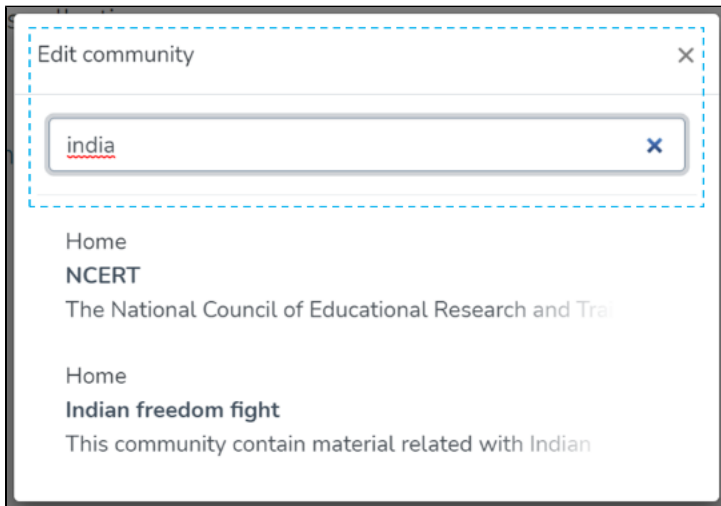 Edit community
india
Home
NCERT
The National Council of Educational Research and Trai
Home
Indian freedom fight
This community contain material related with Indian